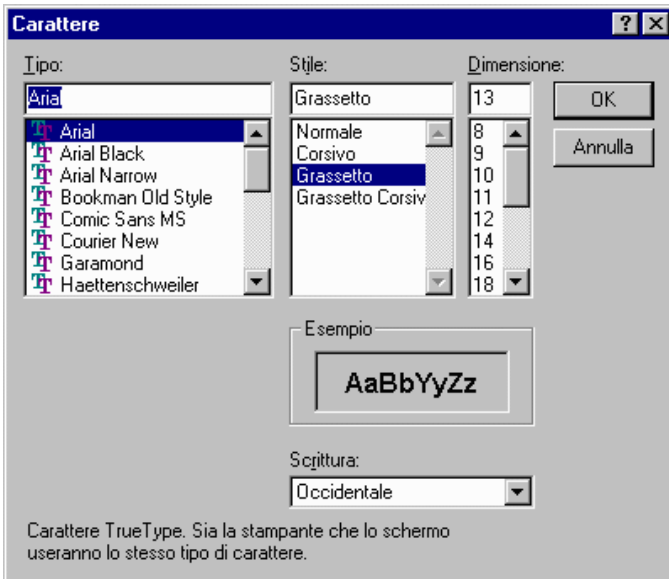 Carattere
Tipo:
Arial
Arial
Arial Black
Arial Narrow
Bookman Old Style
Comic Sans MS
Courier New
Garamond
Haettenschweiler
Stile:
Grassetto
Normale
Corsivo
Grassetto
Grassetto Corsiv
Dimensione:
13
8
9
10
11
12
14
16
18
OK
Annulla
Esempio
AaBbYyZz
Scrittura:
Occidentale
Carattere TrueType. Sia la stampante che lo schermo
useranno lo stesso tipo di carattere.